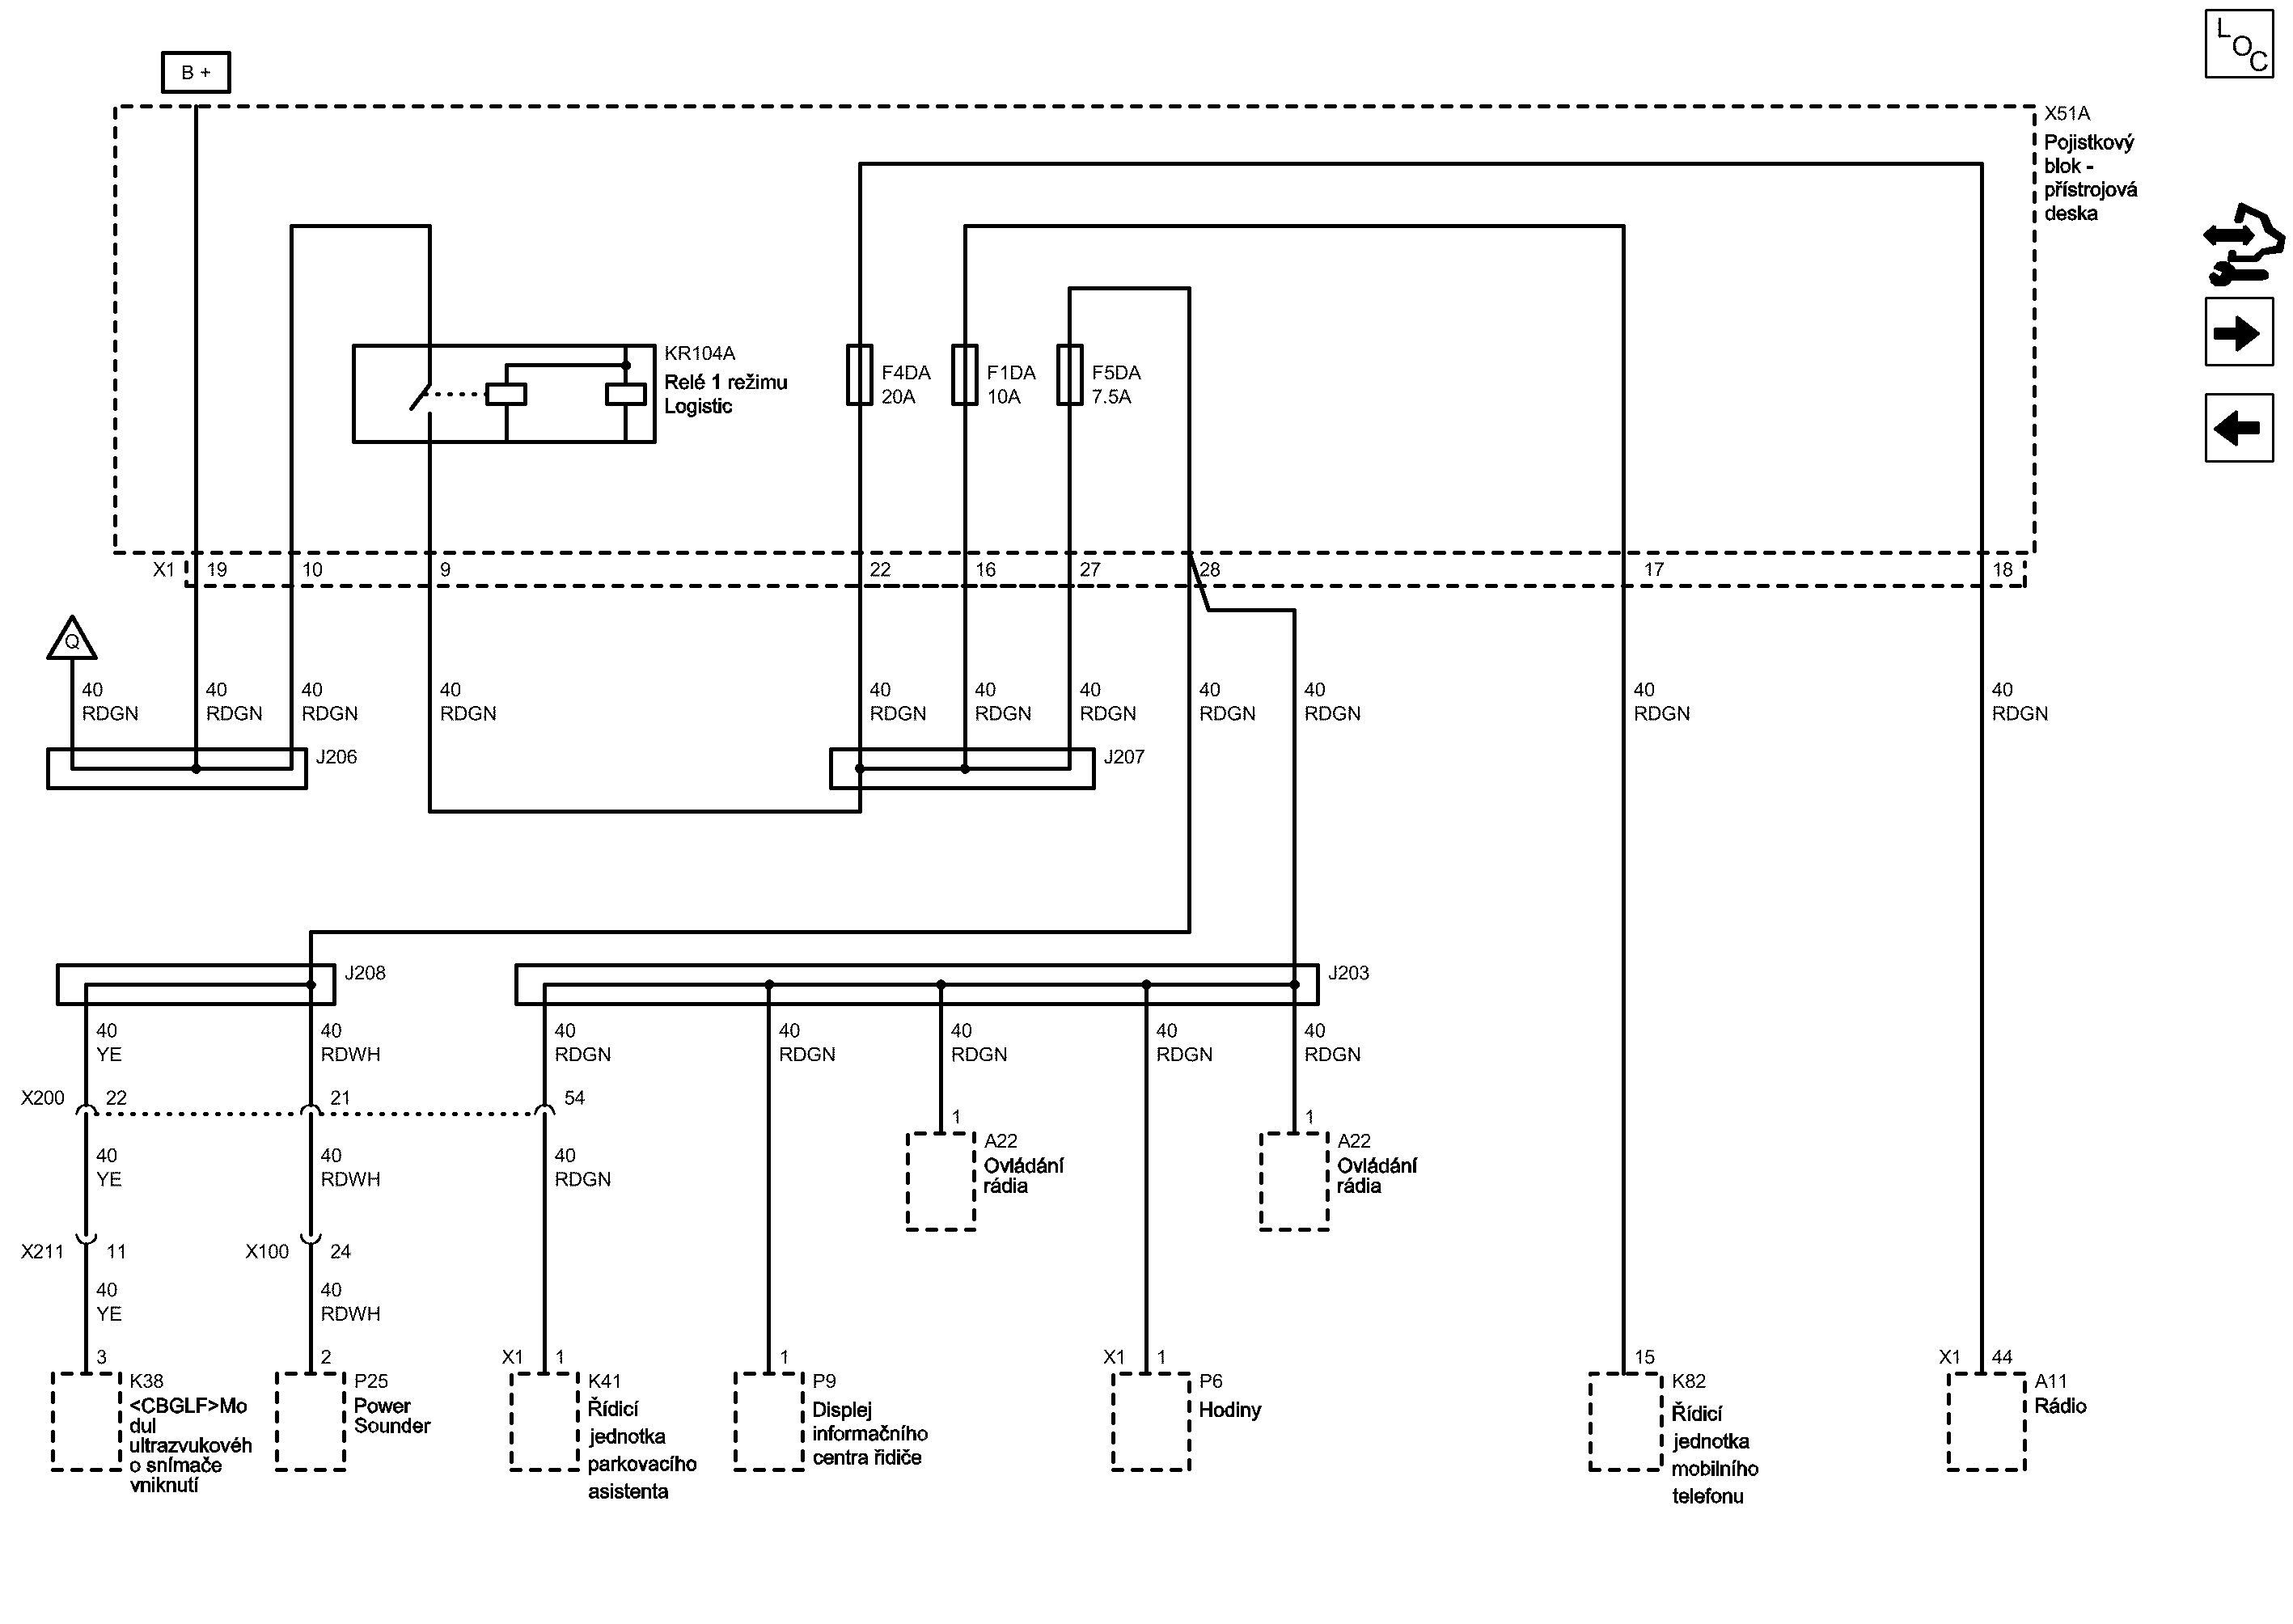 L
O
C
B +
X51A
Pojistkový
blok -
přístrojová
deska
KR104A
Relé 1 režimu
Logistic
F4DA
20A
F1DA
10A
F5DA
7.5A
X1 19 10 9 22 16 27 28 17 18
Q
40 40 40 40 40 40 40 40 40 40 40
RDGN RDGN RDGN RDGN RDGN RDGN RDGN RDGN RDGN RDGN RDGN
J206
J207
J208
J203
40 40 40 40 40 40 40
YE RDWH RDGN RDGN RDGN RDGN RDGN
X200 22 21 54
1 1
A22
Ovládání
rádia
A22
Ovládání
rádia
40 40 40
YE RDWH RDGN
X211 11 X100 24
40 40
YE RDWH
3 2 X1 1 1 X1 1 15 X1 44
K38
<CBGLF>Mo
dul
ultrazvukovéh
o snímače
vniknutí
P25
Power
Sounder
K41
Řídicí
jednotka
parkovacího
asistenta
P9
Displej
informačního
centra řidiče
P6
Hodiny
K82
Řídicí
jednotka
mobilního
telefonu
A11
Rádio